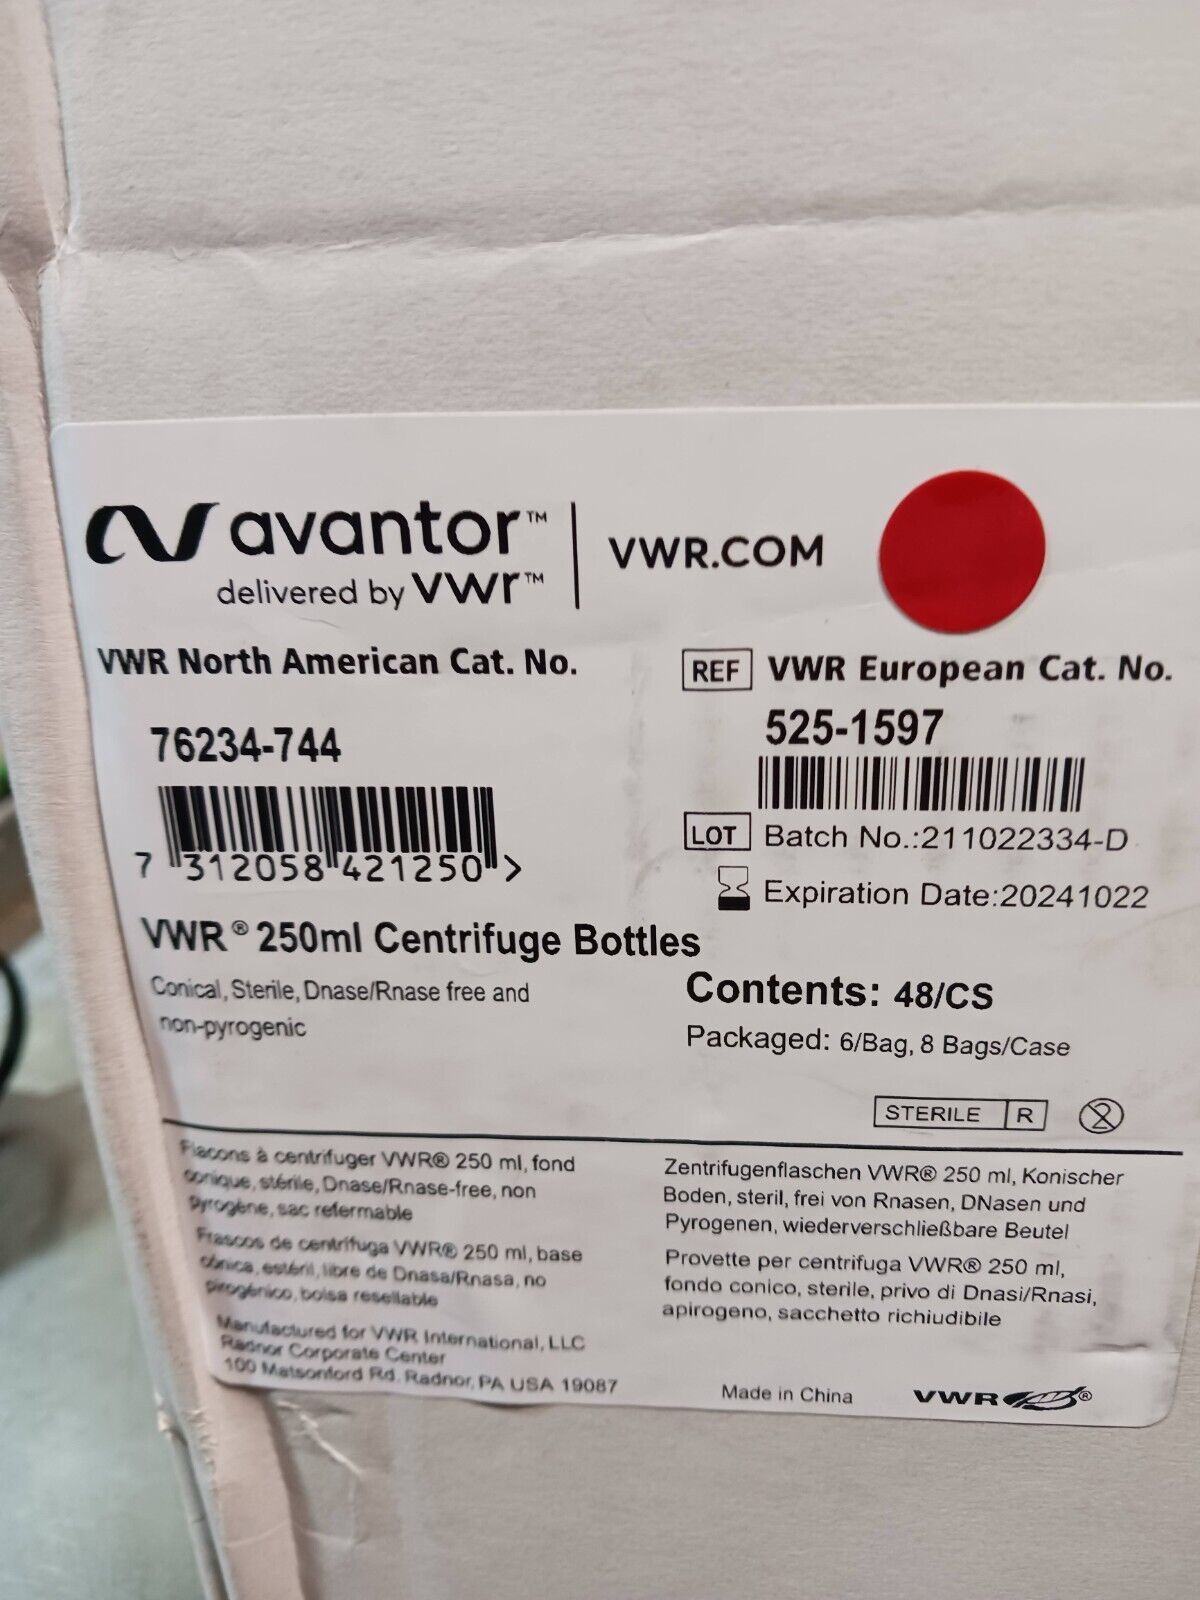 avantor™
delivered by vwr™
VWR.COM
VWR North American Cat. No.
76234-744
7 312058 421250 >
REF VWR European Cat. No.
525-1597
LOT Batch No.:211022334-D
Expiration Date:20241022
VWR® 250ml Centrifuge Bottles
Conical, Sterile, Dnase/Rnase free and
non-pyrogenic
Contents: 48/CS
Packaged: 6/Bag, 8 Bags/Case
STERILE R
2
Flacons à centrifuger VWR® 250 ml, fond
conique, stérile, Dnase/Rnase-free, non
pyrogène, sac refermable
Frascos de centrífuga VWR® 250 ml, base
cónica, estéril, libre de Dnasa/Rnasa, no
pirogénico, bolsa resellable
Manufactured for VWR International, LLC
Radnor Corporate Center
100 Matsonford Rd. Radnor, PA USA 19087
Zentrifugenflaschen VWR® 250 ml, Konischer
Boden, steril, frei von Rnasen, DNasen und
Pyrogenen, wiederverschließbare Beutel
Provette per centrifuga VWR® 250 ml,
fondo conico, sterile, privo di Dnasi/Rnasi,
apirogeno, sacchetto richiudibile
Made in China
VWR®